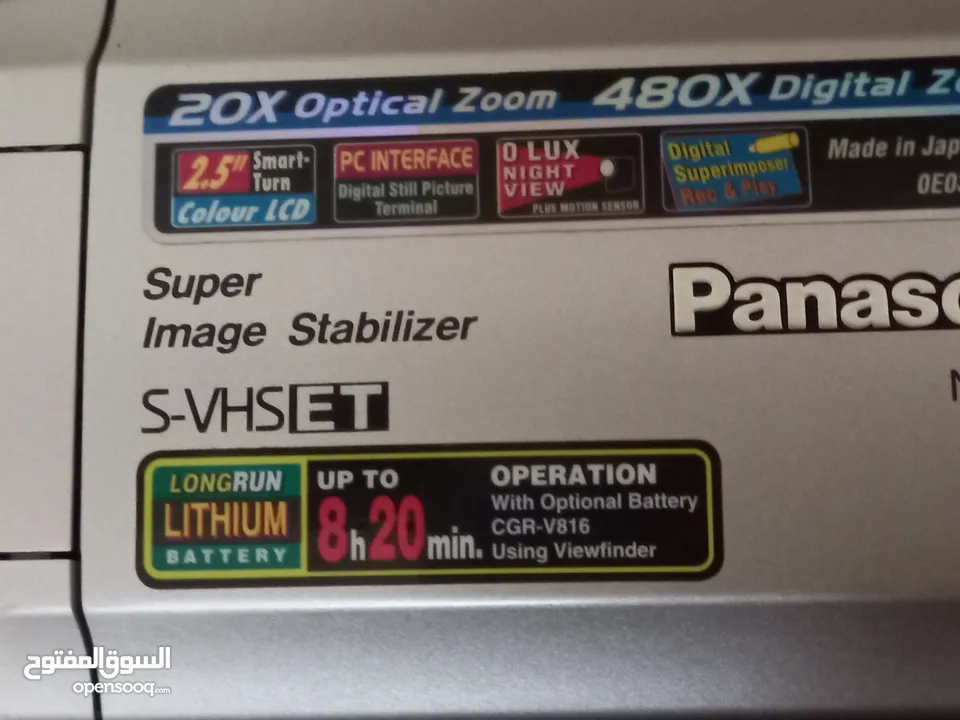 20X Optical Zoom 480X Digital
2.5" Smart-
Turn
Colour LCD
PC INTERFACE
Digital Still Picture
Terminal
0 LUX
NIGHT
VIEW
PLUS MOTION SENSOR
Digital
Superimposer
Rec & Play
Made in
Super
Image Stabilizer
S-VHS ET
LONGRUN
LITHIUM
BATTERY
UP TO
8h20min.
OPERATION
With Optional Battery
CGR-V816
Using Viewfinder
السوق المفتوح
opensooq.com